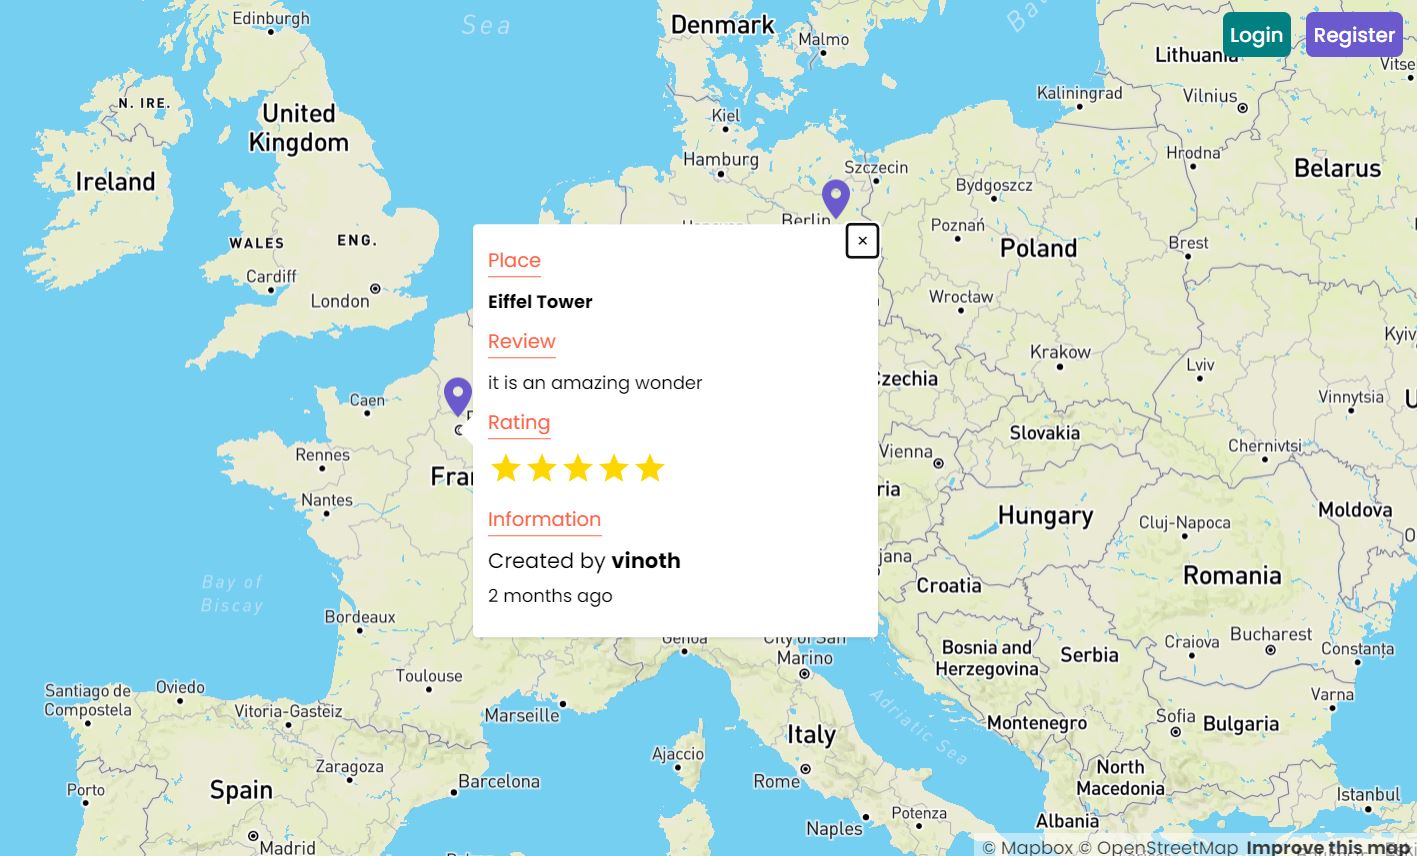 Edinburgh
Sea
Denmark
Malmo
Login
Register
Lithuania
N. IRE.
United
Kingdom
Kaliningrad
Vilnius
Kiel
Hamburg
Szczecin
Hrodna
Ireland
Bydgoszcz
Belarus
Berlin
Poznań
WALES
ENG.
Poland
Brest
×
Place
Cardiff
London
Eiffel Tower
Wrocław
Review
Krakow
Lviv
it is an amazing wonder
Czechia
Caen
Vinnytsia
Rating
Slovakia
Chernivtsi
Rennes
Vienna
Nantes
Information
Hungary
Cluj-Napoca
Moldova
Created by vinoth
Bay of
Biscay
2 months ago
Croatia
Romania
Bordeaux
Genoa
City of San
Marino
Bosnia and
Herzegovina
Serbia
Craiova
Bucharest
Constanța
Toulouse
Santiago de
Compostela
Oviedo
Vitoria-Gasteiz
Marseille
Adriatic Sea
Montenegro
Sofia
Bulgaria
Varna
Italy
Ajaccio
Zaragoza
Barcelona
Rome
North
Macedonia
Porto
Spain
Istanbul
Potenza
Naples
Albania
Madrid
© Mapbox © OpenStreetMap Improve this map